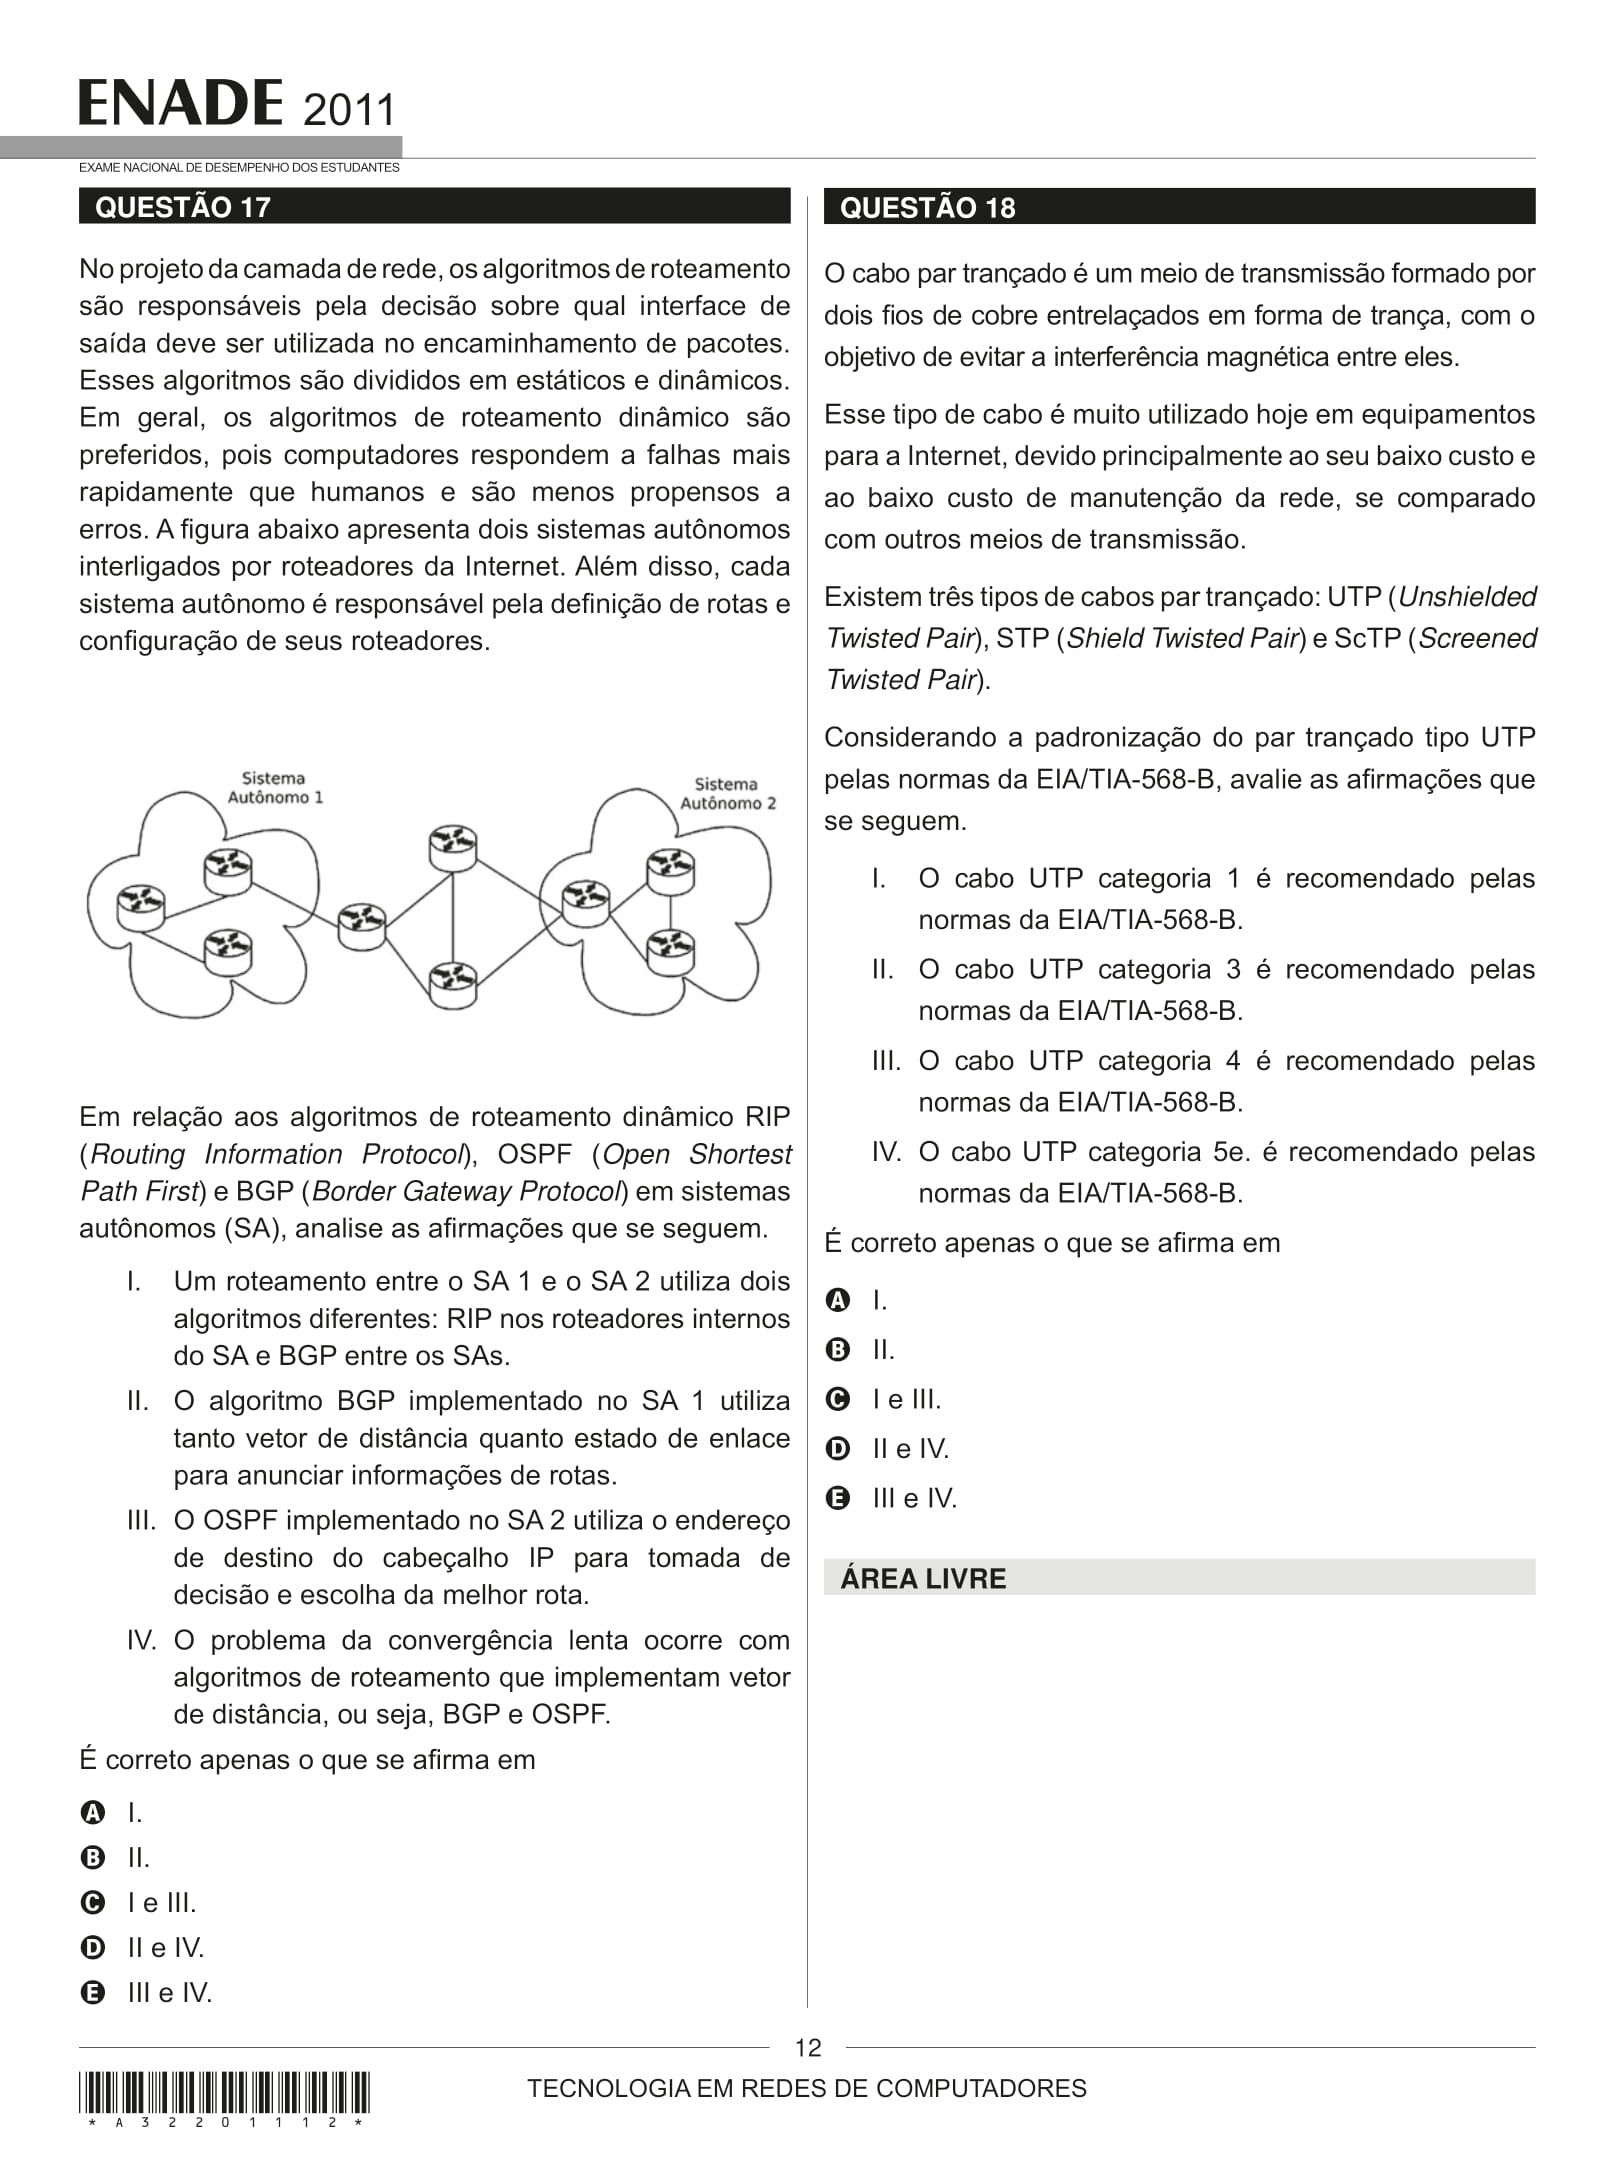 ENADE 2011
EXAME NACIONAL DE DESEMPENHO DOS ESTUDANTES
QUESTÃO 17
No projeto da camada de rede, os algoritmos de roteamento
são responsáveis pela decisão sobre qual interface de
saída deve ser utilizada no encaminhamento de pacotes.
Esses algoritmos são divididos em estáticos e dinâmicos.
Em geral, os algoritmos de roteamento dinâmico são
preferidos, pois computadores respondem a falhas mais
rapidamente que humanos e são menos propensos a
erros. A figura abaixo apresenta dois sistemas autônomos
interligados por roteadores da Internet. Além disso, cada
sistema autônomo é responsável pela definição de rotas e
configuração de seus roteadores.
Sistema
Autônomo 1
Sistema
Autônomo 2
Em relação aos algoritmos de roteamento dinâmico RIP
(Routing Information Protocol), OSPF (Open Shortest
Path First) e BGP (Border Gateway Protocol) em sistemas
autônomos (SA), analise as afirmações que se seguem.
I. Um roteamento entre o SA 1 e o SA 2 utiliza dois
algoritmos diferentes: RIP nos roteadores internos
do SA e BGP entre os SAs.
II. O algoritmo BGP implementado no SA 1 utiliza
tanto vetor de distância quanto estado de enlace
para anunciar informações de rotas.
III. O OSPF implementado no SA 2 utiliza o endereço
de destino do cabeçalho IP para tomada de
decisão e escolha da melhor rota.
IV. O problema da convergência lenta ocorre com
algoritmos de roteamento que implementam vetor
de distância, ou seja, BGP e OSPF.
É correto apenas o que se afirma em
A I.
B II.
C I e III.
D II e IV.
E III e IV.
QUESTÃO 18
O cabo par trançado é um meio de transmissão formado por
dois fios de cobre entrelaçados em forma de trança, com o
objetivo de evitar a interferência magnética entre eles.
Esse tipo de cabo é muito utilizado hoje em equipamentos
para a Internet, devido principalmente ao seu baixo custo e
ao baixo custo de manutenção da rede, se comparado
com outros meios de transmissão.
Existem três tipos de cabos par trançado: UTP (Unshielded
Twisted Pair), STP (Shield Twisted Pair) e ScTP (Screened
Twisted Pair).
Considerando a padronização do par trançado tipo UTP
pelas normas da EIA/TIA-568-B, avalie as afirmações que
se seguem.
I. O cabo UTP categoria 1 é recomendado pelas
normas da EIA/TIA-568-B.
II. O cabo UTP categoria 3 é recomendado pelas
normas da EIA/TIA-568-B.
III. O cabo UTP categoria 4 é recomendado pelas
normas da EIA/TIA-568-B.
IV. O cabo UTP categoria 5e. é recomendado pelas
normas da EIA/TIA-568-B.
É correto apenas o que se afirma em
A I.
B II.
C I e III.
D II e IV.
E III e IV.
ÁREA LIVRE
12
TECNOLOGIA EM REDES DE COMPUTADORES
* A 3 2 2 0 1 1 1 2 *